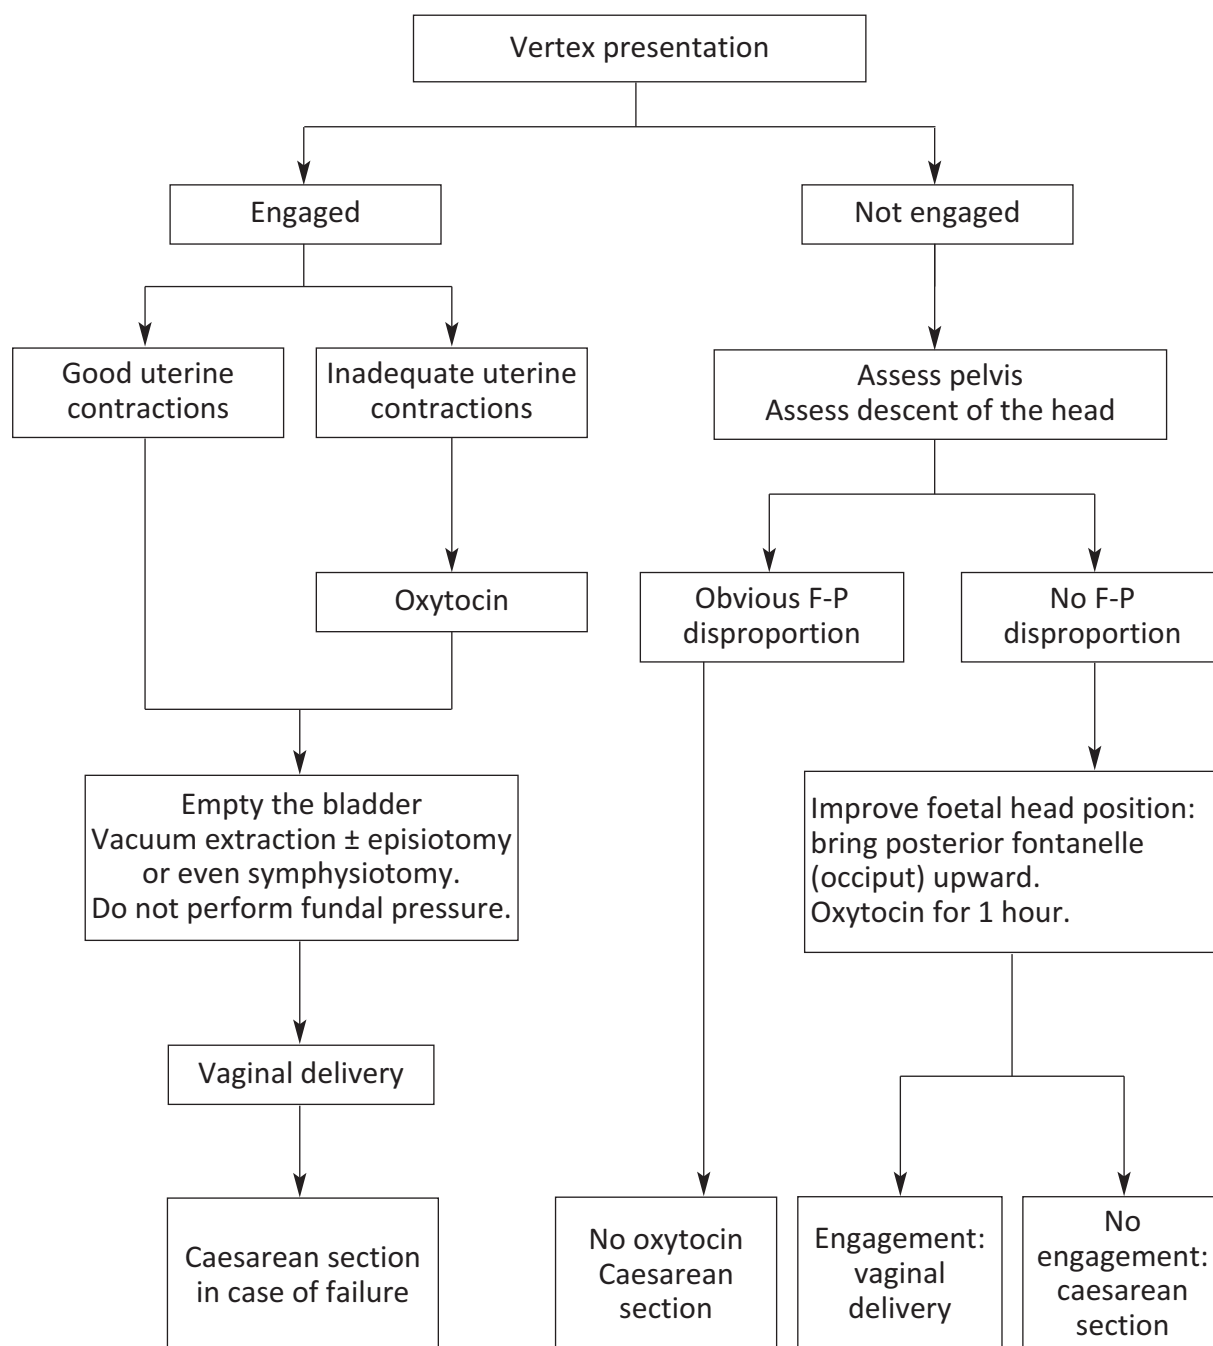 Vertex presentation
Engaged
Not engaged
Good uterine
contractions
Inadequate uterine
contractions
Assess pelvis
Assess descent of the head
Oxytocin
Obvious F-P
disproportion
No F-P
disproportion
Empty the bladder
Vacuum extraction ± episiotomy
or even symphysiotomy.
Do not perform fundal pressure.
Improve foetal head position:
bring posterior fontanelle
(occiput) upward.
Oxytocin for 1 hour.
Vaginal delivery
Caesarean section
in case of failure
No oxytocin
Caesarean
section
Engagement:
vaginal
delivery
No
engagement:
caesarean
section